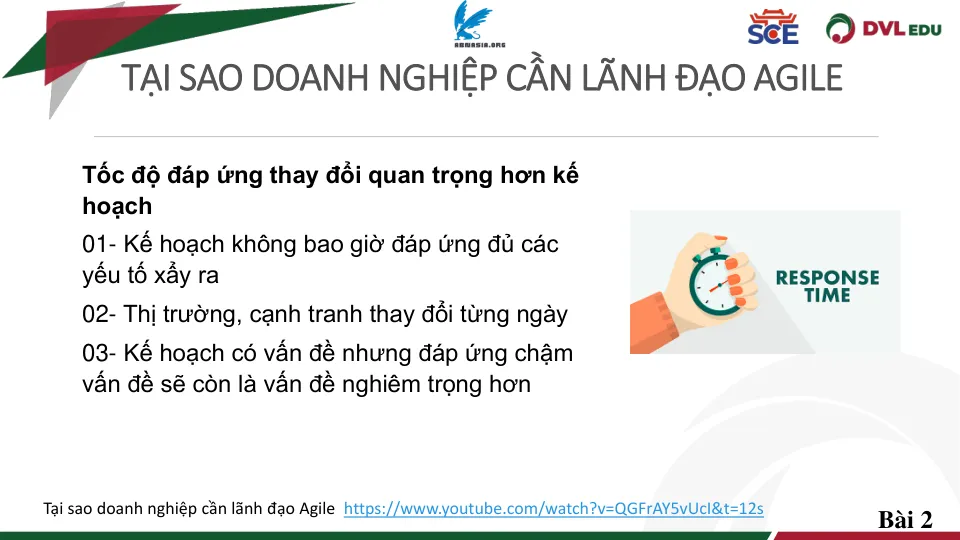 ABNASIA.ORG
SCE
DVL EDU
TẠI SAO DOANH NGHIỆP CẦN LÃNH ĐẠO AGILE
Tốc độ đáp ứng thay đổi quan trọng hơn kế
hoạch
01- Kế hoạch không bao giờ đáp ứng đủ các
yếu tố xẩy ra
02- Thị trường, cạnh tranh thay đổi từng ngày
03- Kế hoạch có vấn đề nhưng đáp ứng chậm
vấn đề sẽ còn là vấn đề nghiêm trọng hơn
RESPONSE
TIME
Tại sao doanh nghiệp cần lãnh đạo Agile https://www.youtube.com/watch?v=QGFrAY5vUcI&t=12s
Bài 2